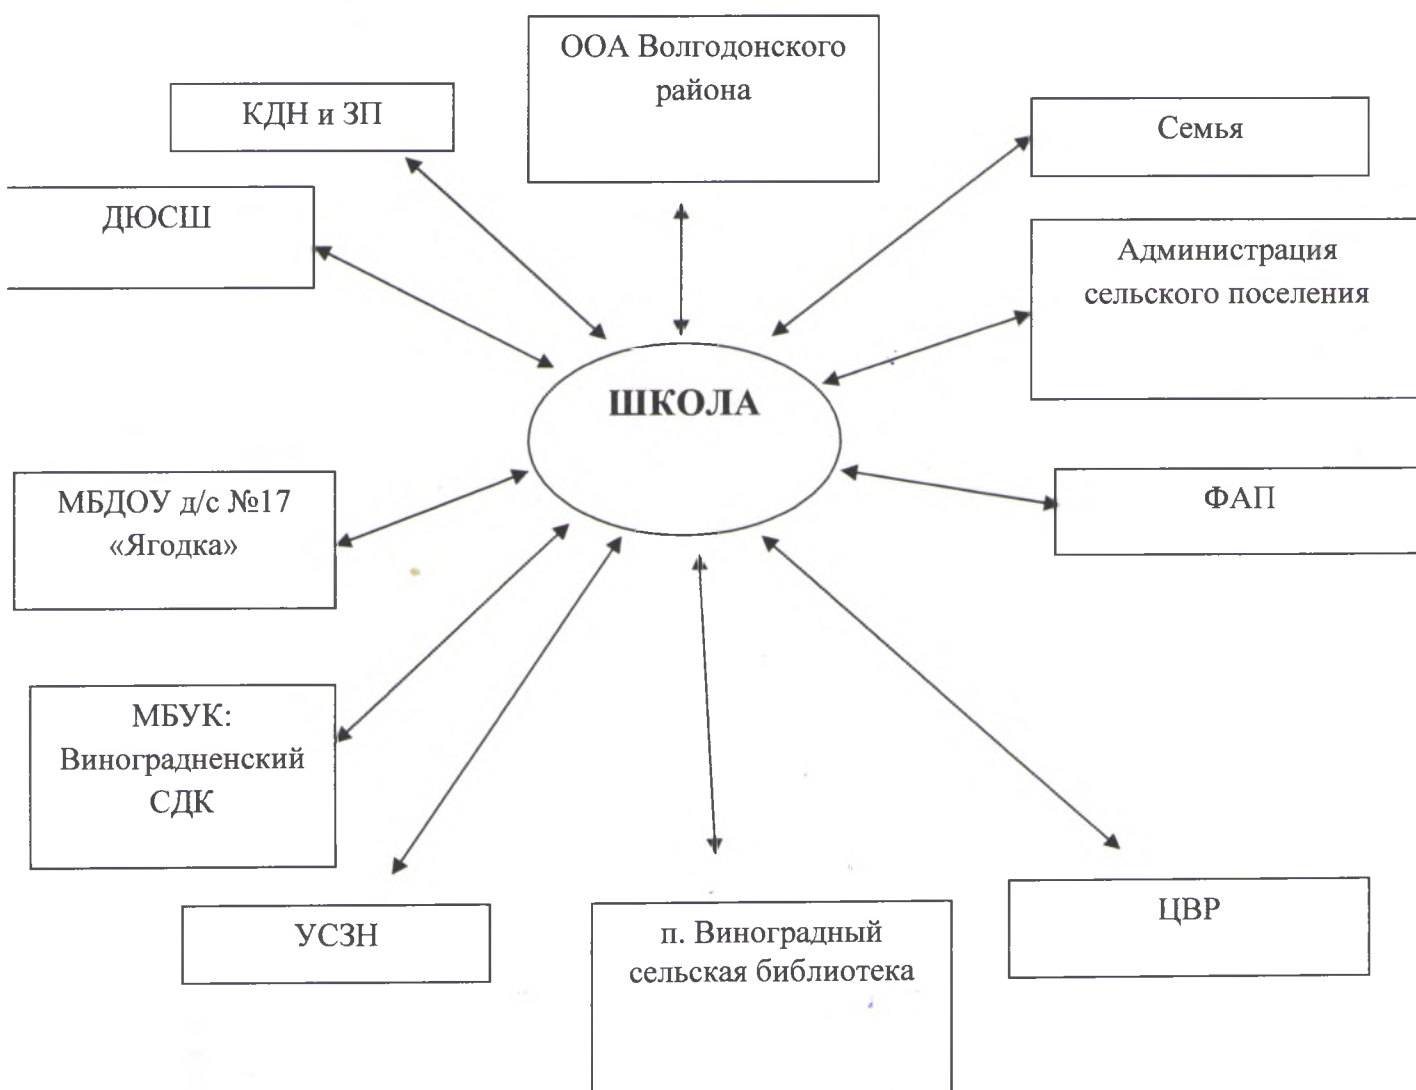 ООА Волгодонского
района
КДН и ЗП
Семья
ДЮСШ
Администрация
сельского поселения
ШКОЛА
МБДОУ д/с №17
«Ягодка»
ФАП
МБУК:
Винограднeнский
СДК
УСЗН
п. Виноградный
сельская библиотека
ЦВР